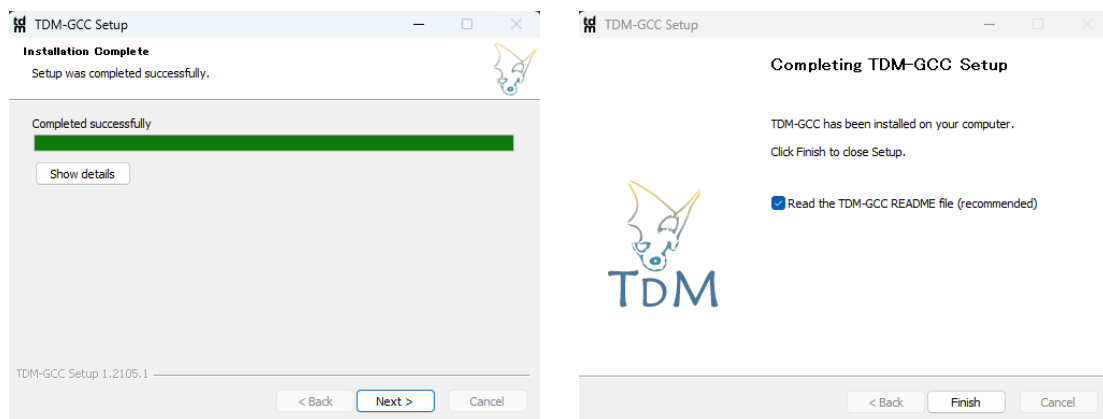 TDM-GCC Setup
Installation Complete
Setup was completed successfully.
Completed successfully
Show details
TDM-GCC Setup 1.2105.1
< Back
Next >
Cancel
TDM-GCC Setup
Completing TDM-GCC Setup
TDM-GCC has been installed on your computer.
Click Finish to close Setup.
Read the TDM-GCC README file (recommended)
TDM
< Back
Finish
Cancel